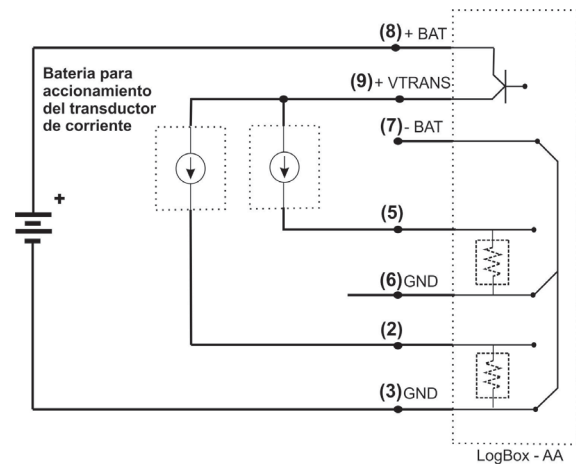 (8) + BAT
Bateria para
accionamiento
del transductor
de corriente
(9) + VTRANS
(7) - BAT
+
(5)
(6) GND
(2)
(3) GND
LogBox - AA